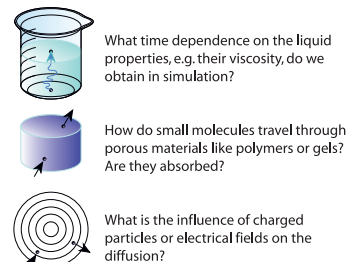 What time dependence on the liquid
properties, e.g. their viscosity, do we
obtain in simulation?
How do small molecules travel through
porous materials like polymers or gels?
Are they absorbed?
What is the influence of charged
particles or electrical fields on the
diffusion?